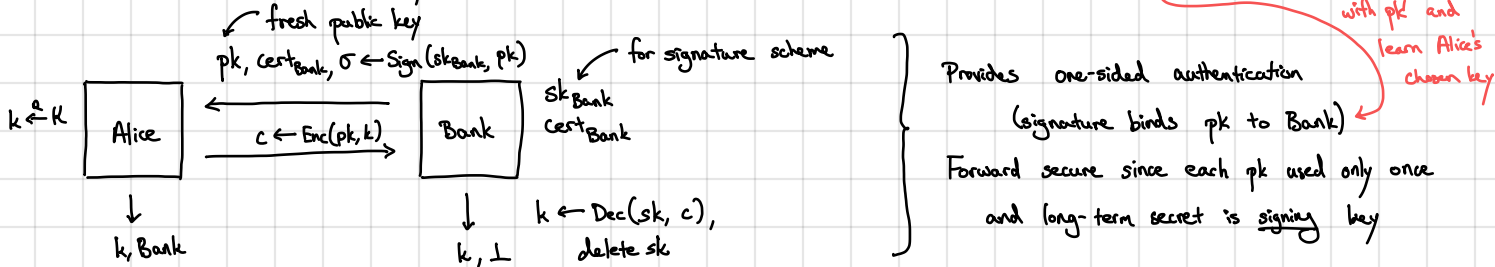 fresh public key
pk, cert_Bank, σ ← Sign(sk_Bank, pk)
for signature scheme
sk_Bank
cert_Bank
k ←ᴿ K
Alice
c ← Enc(pk, k)
Bank
k, Bank
k, ⊥
k ← Dec(sk, c),
delete sk
Provides one-sided authentication
(signature binds pk to Bank)
Forward secure since each pk used only once
and long-term secret is signing key
with pk and
learn Alice's
chosen key